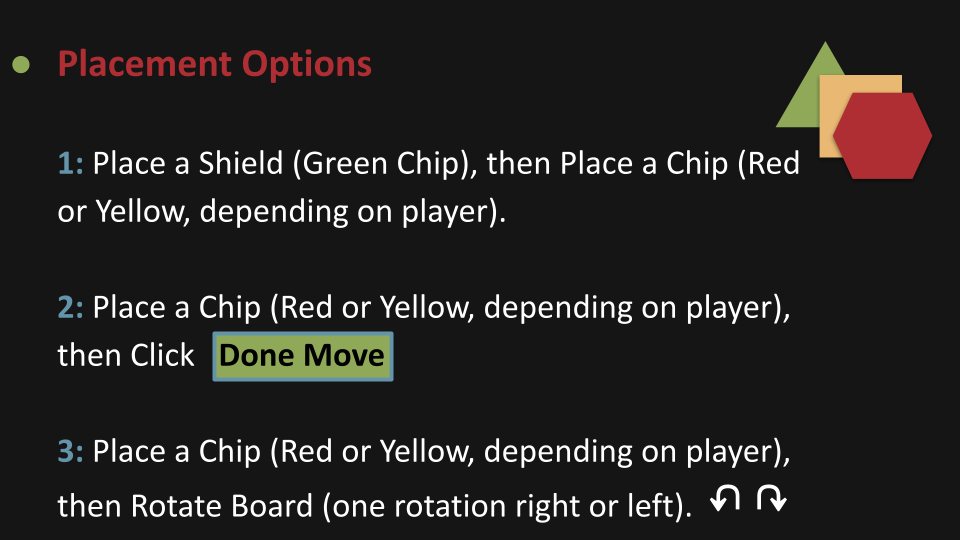 Placement Options
1: Place a Shield (Green Chip), then Place a Chip (Red
or Yellow, depending on player).
2: Place a Chip (Red or Yellow, depending on player),
then Click Done Move
3: Place a Chip (Red or Yellow, depending on player),
then Rotate Board (one rotation right or left).